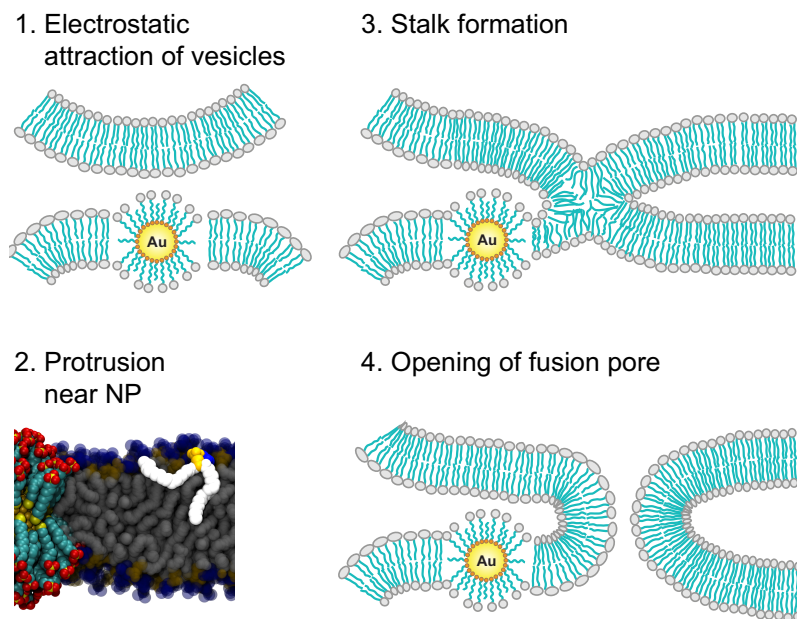 1. Electrostatic
attraction of vesicles
Au
2. Protrusion
near NP
3. Stalk formation
Au
4. Opening of fusion pore
Au